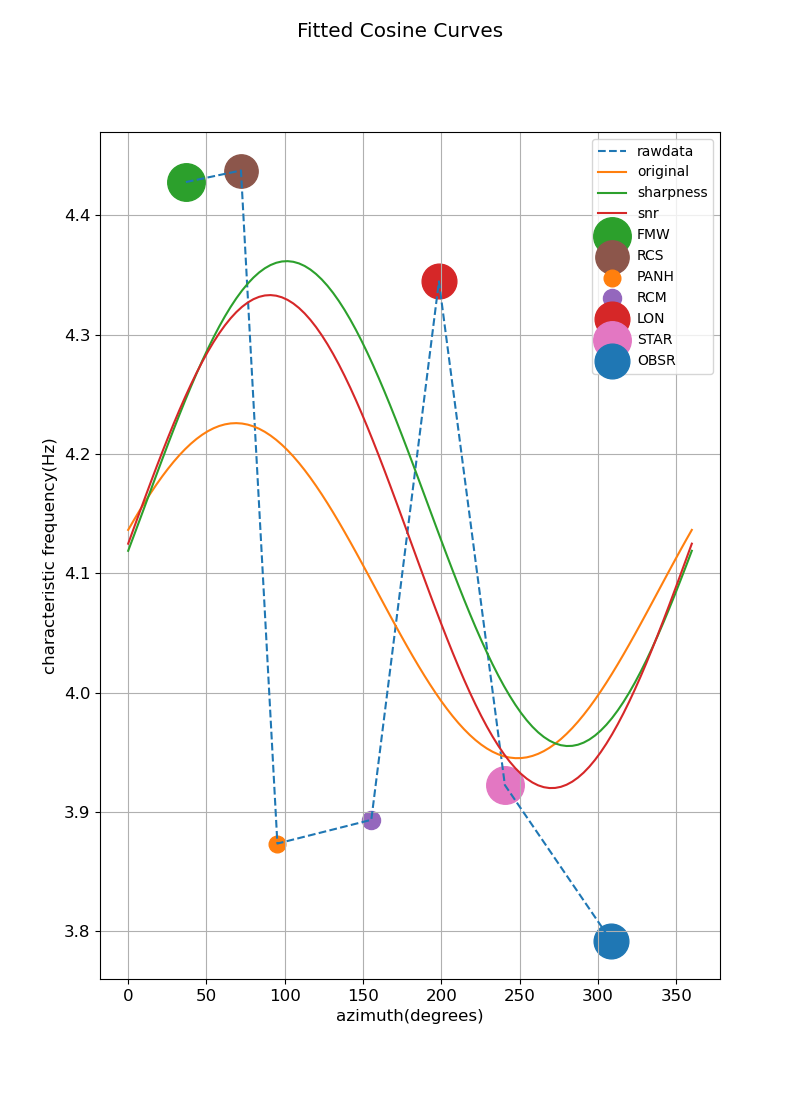 Fitted Cosine Curves
rawdata
original
sharpness
snr
FMW
RCS
PANH
RCM
LON
STAR
OBSR
characteristic frequency(Hz)
4.4
4.3
4.2
4.1
4.0
3.9
3.8
0 50 100 150 200 250 300 350
azimuth(degrees)